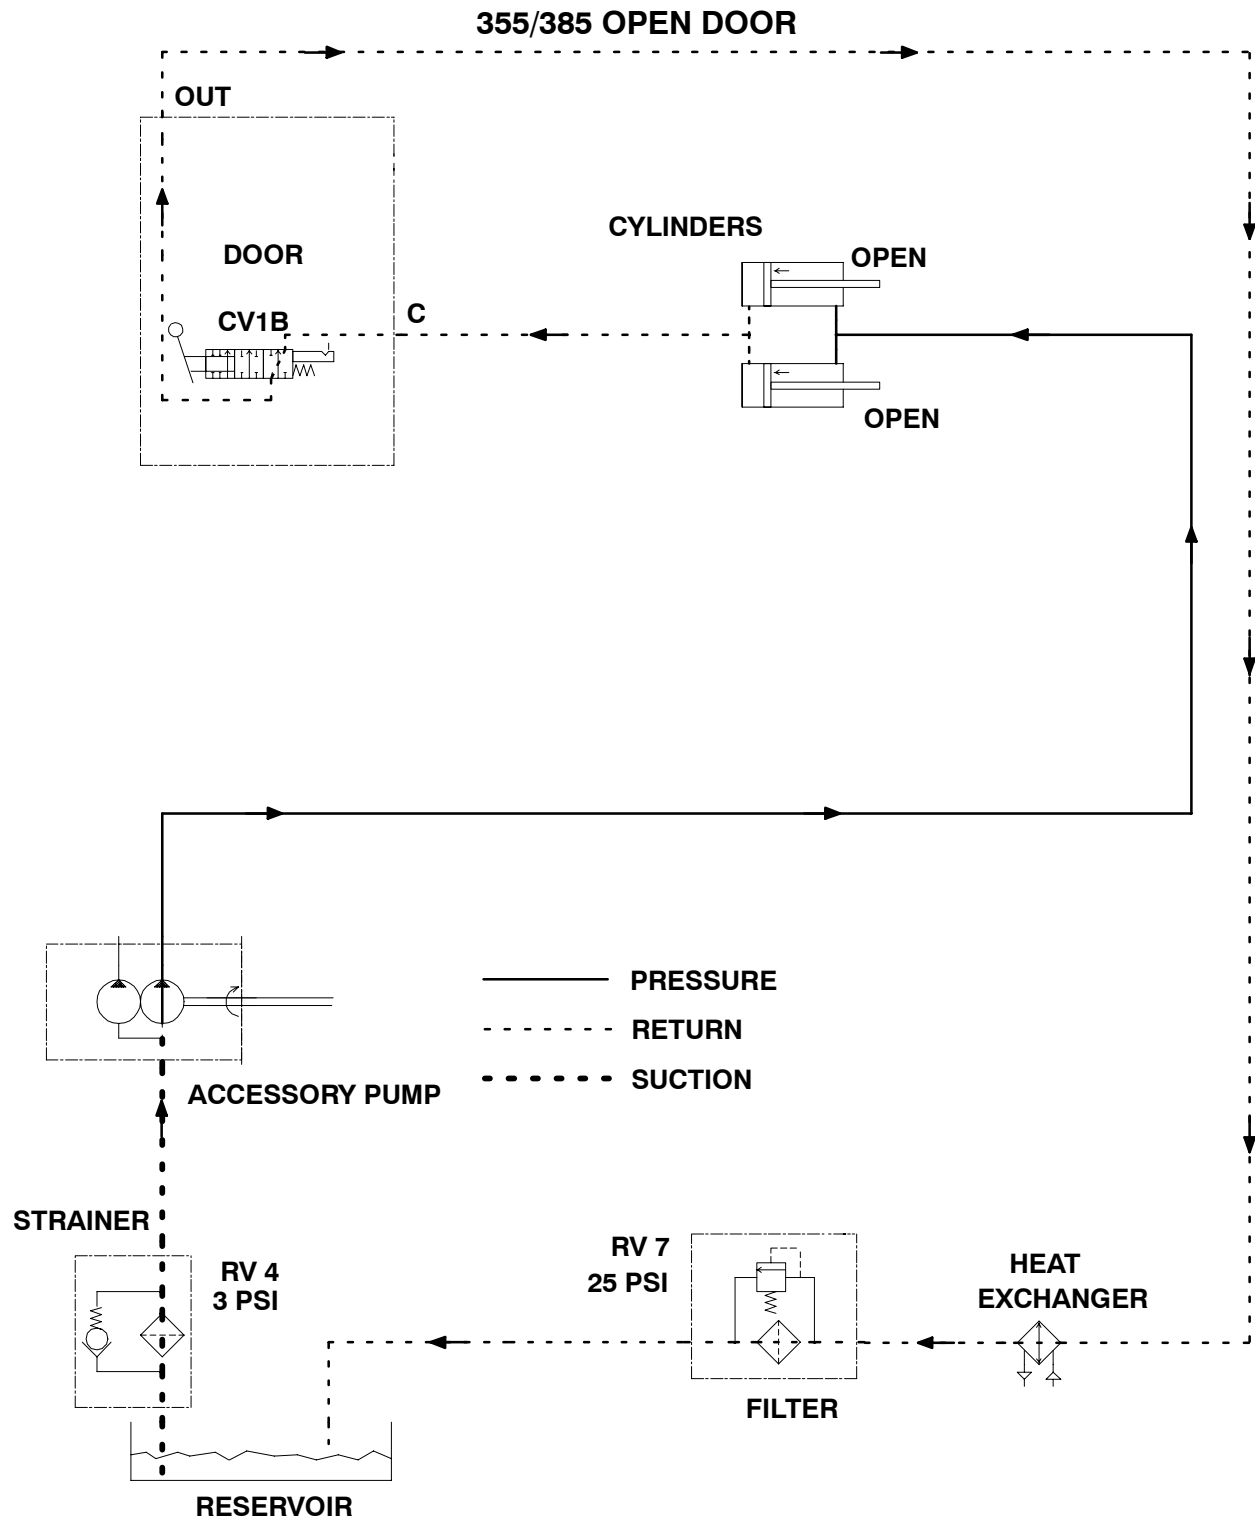 355/385 OPEN DOOR
OUT
DOOR
CV1B
C
CYLINDERS
OPEN
OPEN
PRESSURE
RETURN
SUCTION
ACCESSORY PUMP
STRAINER
RV 4
3 PSI
RV 7
25 PSI
HEAT
EXCHANGER
FILTER
RESERVOIR